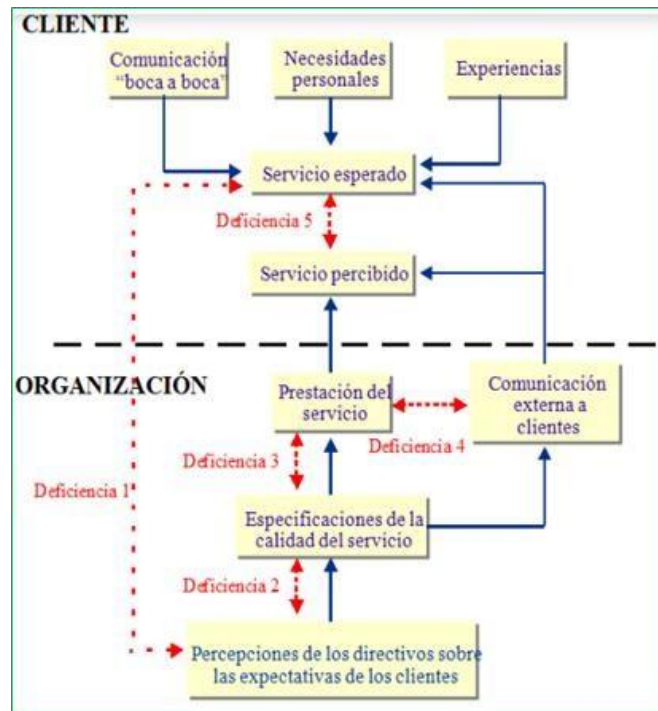 CLIENTE
Comunicación
“boca a boca”
Necesidades
personales
Experiencias
Servicio esperado
Deficiencia 5
Servicio percibido
ORGANIZACIÓN
Prestación del
servicio
Comunicación
externa a
clientes
Deficiencia 4
Deficiencia 3
Deficiencia 1
Especificaciones de la
calidad del servicio
Deficiencia 2
Percepciones de los directivos sobre
las expectativas de los clientes